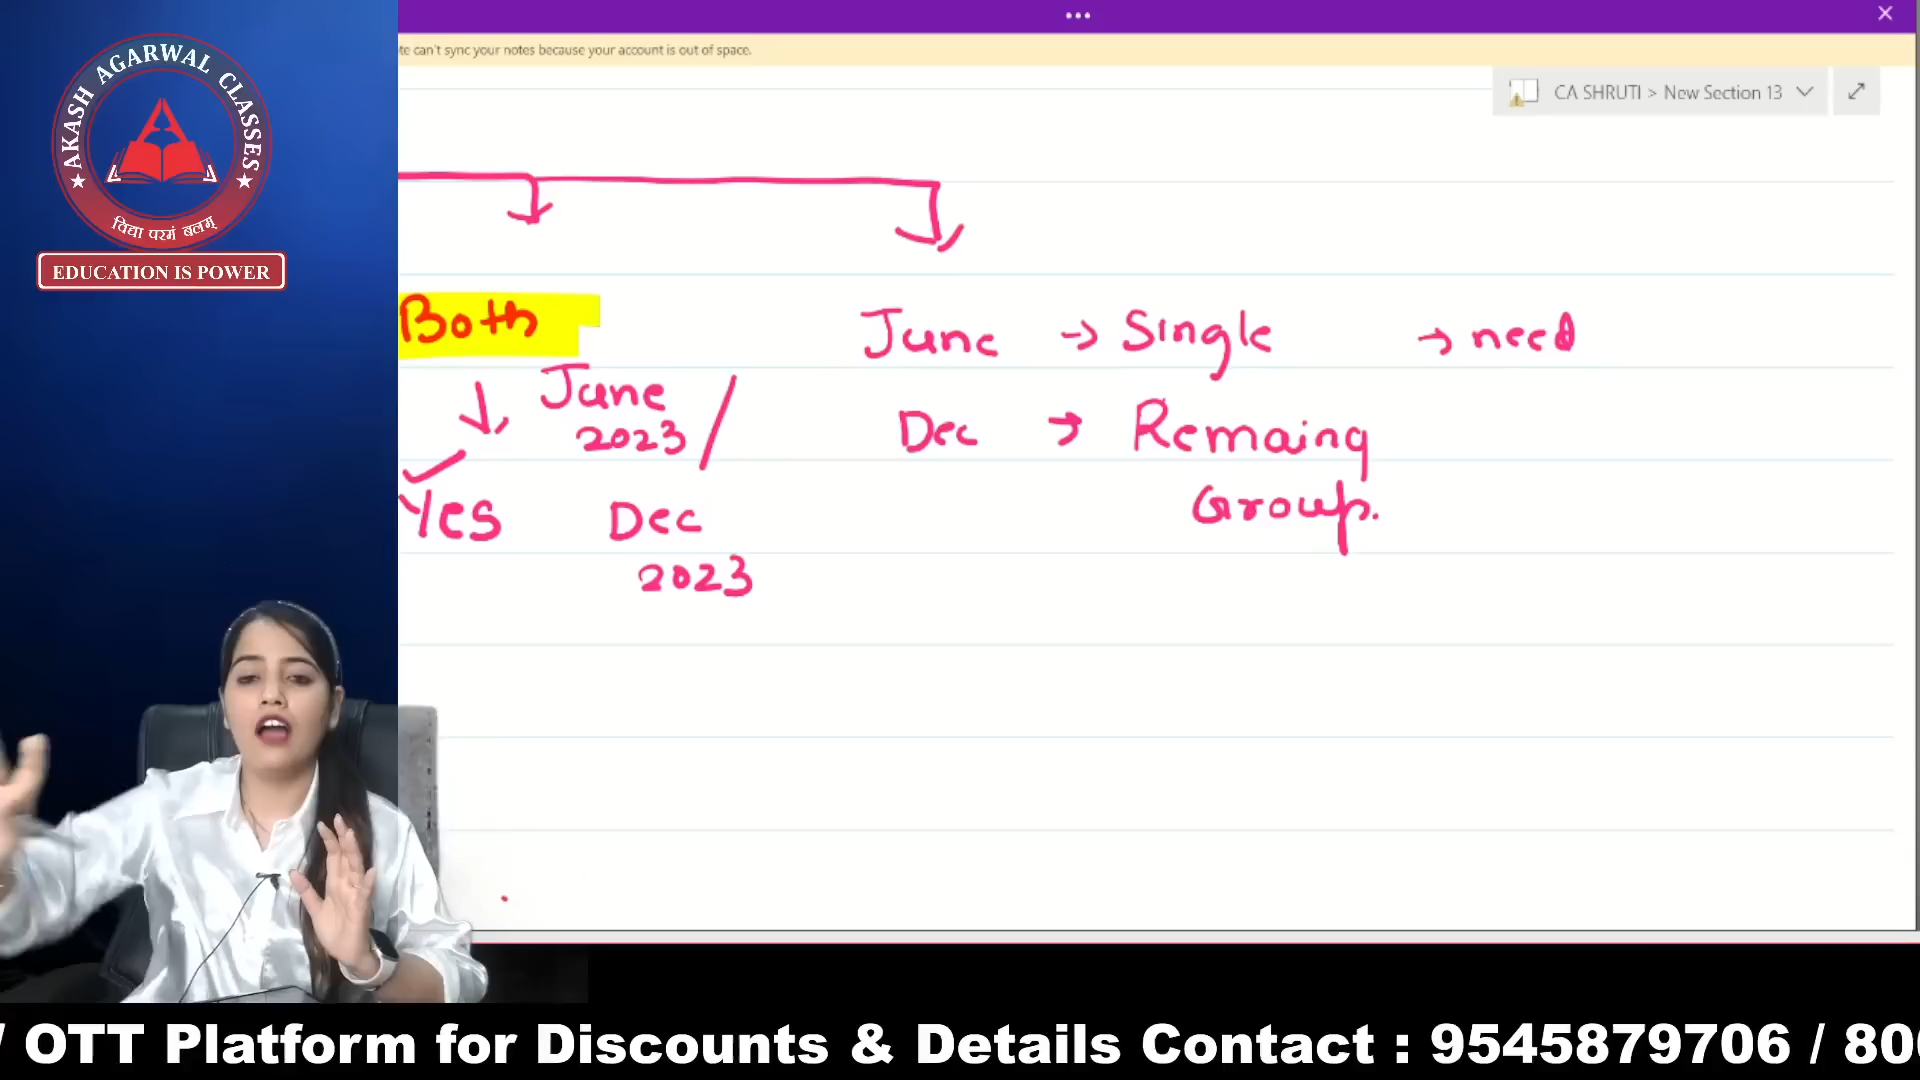 AKASH AGARWAL CLASSES
विद्या परमं बलम्
EDUCATION IS POWER
te can't sync your notes because your account is out of space.
CA SHRUTI > New Section 13
Both
June
2023 /
Yes
Dec
2023
June → Single → need
Dec → Remaing
Group.
/ OTT Platform for Discounts & Details Contact : 9545879706 / 800